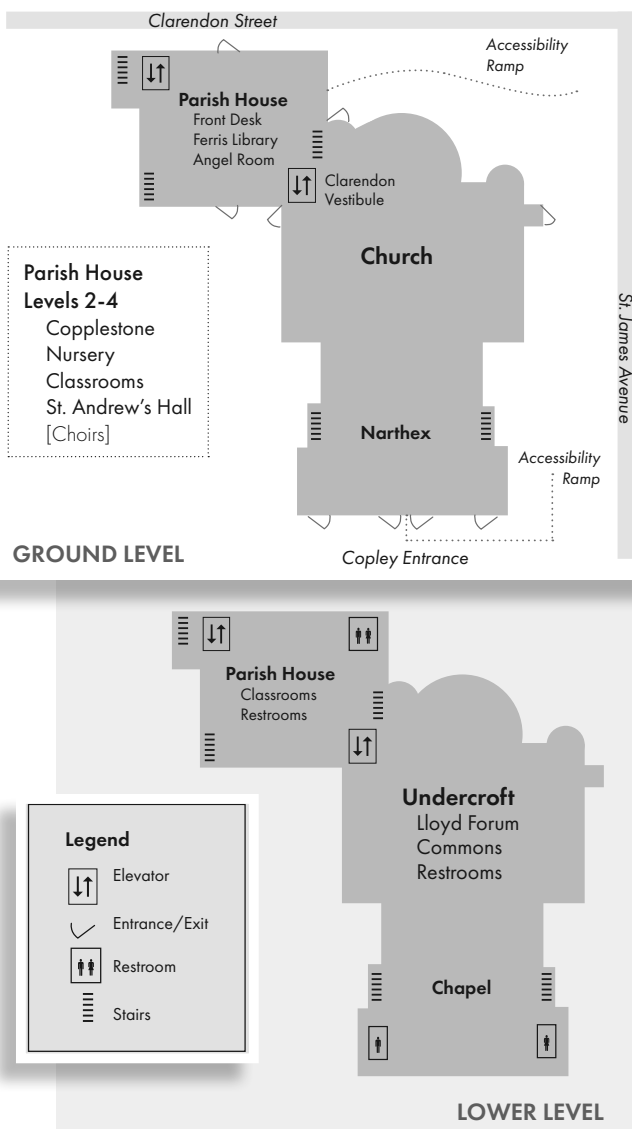 Clarendon Street
Accessibility
Ramp
Parish House
Front Desk
Ferris Library
Angel Room
Clarendon
Vestibule
Church
Parish House
Levels 2-4
Copplestone
Nursery
Classrooms
St. Andrew's Hall
[Choirs]
St. James Avenue
Narthex
Accessibility
Ramp
GROUND LEVEL
Copley Entrance
Parish House
Classrooms
Restrooms
Undercroft
Lloyd Forum
Commons
Restrooms
Legend
Elevator
Entrance/Exit
Restroom
Stairs
Chapel
LOWER LEVEL